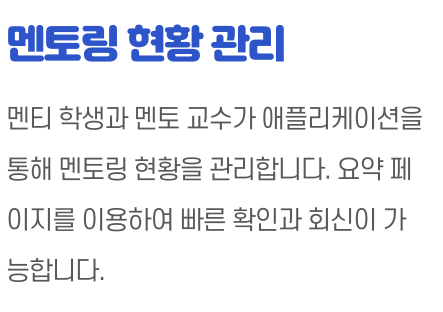 멘토링 현황 관리
멘티 학생과 멘토 교수가 애플리케이션을
통해 멘토링 현황을 관리합니다. 요약 페
이지를 이용하여 빠른 확인과 회신이 가
능합니다.